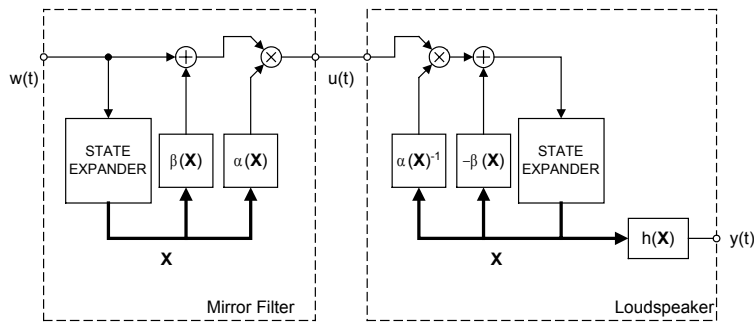 w(t)
STATE
EXPANDER
β(X)
α(X)
X
Mirror Filter
u(t)
α(X)-1
−β(X)
STATE
EXPANDER
X
h(X)
y(t)
Loudspeaker